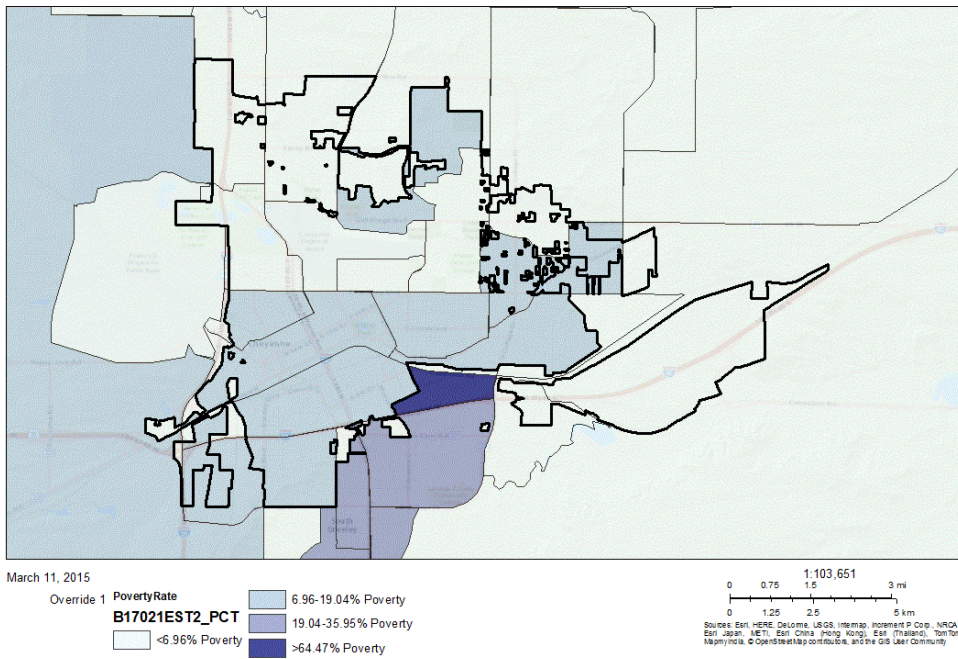 Cheyenne
South
Greeley
March 11, 2015
Override 1 PovertyRate
B17021EST2_PCT
<6.96% Poverty
6.96-19.04% Poverty
19.04-35.95% Poverty
>64.47% Poverty
1:103,651
0 0.75 1.5 3 mi
0 1.25 2.5 5 km
Sources: Esri, HERE, DeLorme, USGS, Intermap, Increment P Corp., NRCA
Esri Japan, METI, Esri China (Hong Kong), Esri (Thailand), TomTom
MapmyIndia, © OpenStreetMap contributors, and the GIS User Community